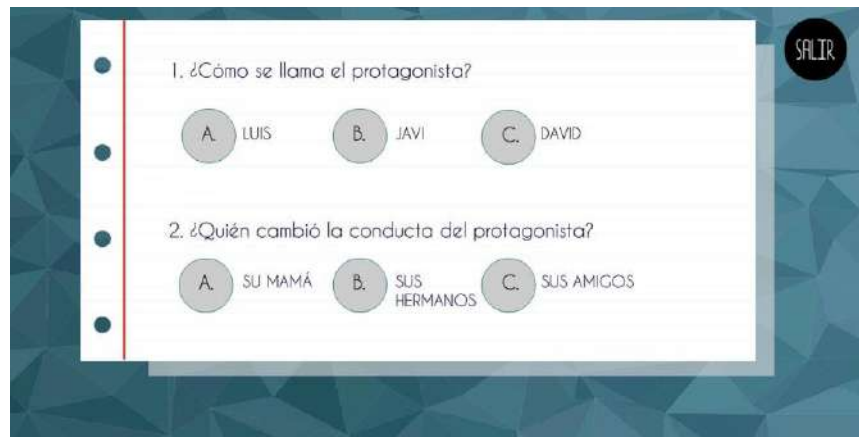 SALIR
1. ¿Cómo se llama el protagonista?
A. LUIS B. JAVI C. DAVID
2. ¿Quién cambió la conducta del protagonista?
A. SU MAMÁ B. SUS HERMANOS C. SUS AMIGOS